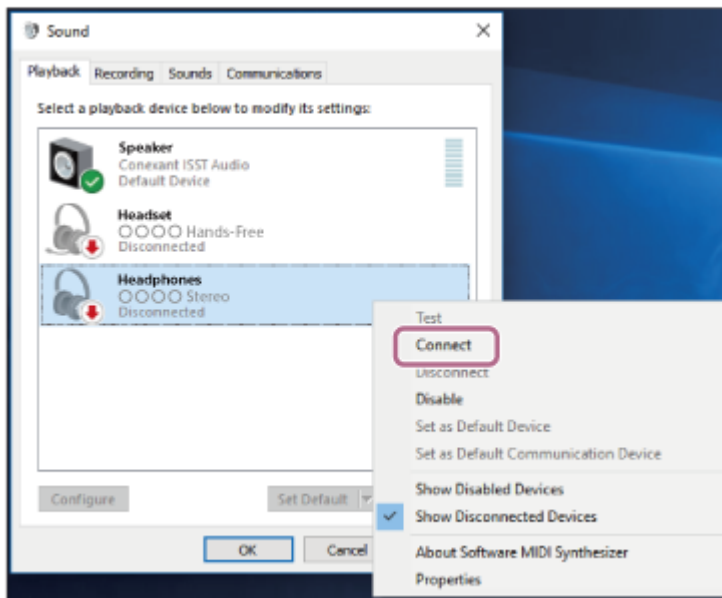 Sound
Playback Recording Sounds Communications
Select a playback device below to modify its settings:
Speaker
Conexant ISST Audio
Default Device
Headset
○○○○ Hands-Free
Disconnected
Headphones
○○○○ Stereo
Disconnected
Test
Connect
Disconnect
Disable
Set as Default Device
Set as Default Communication Device
Show Disabled Devices
Show Disconnected Devices
About Software MIDI Synthesizer
Properties
Configure Set Default
OK Cancel